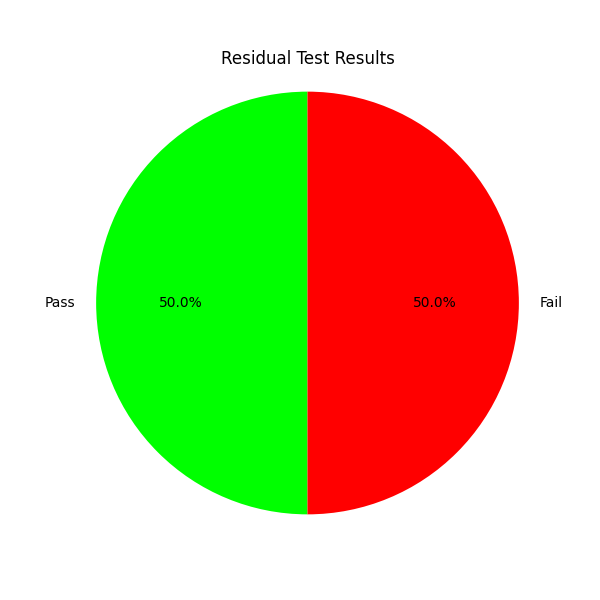 Residual Test Results
Pass
50.0%
50.0%
Fail